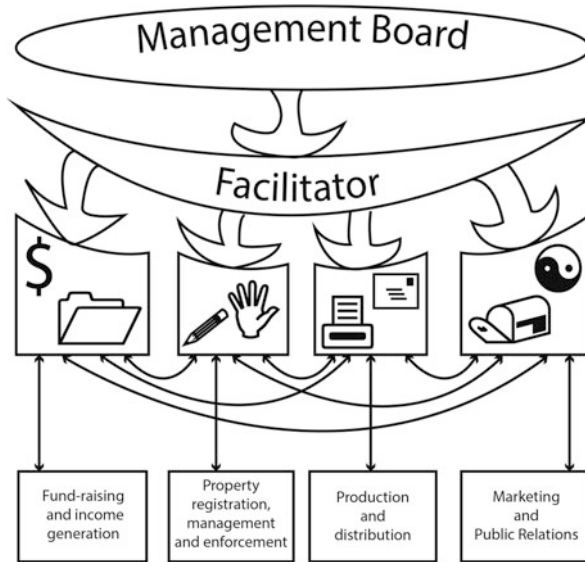 Management Board
Facilitator
$
Fund-raising
and income
generation
Property
registration,
management
and enforcement
Production
and
distribution
Marketing
and
Public Relations